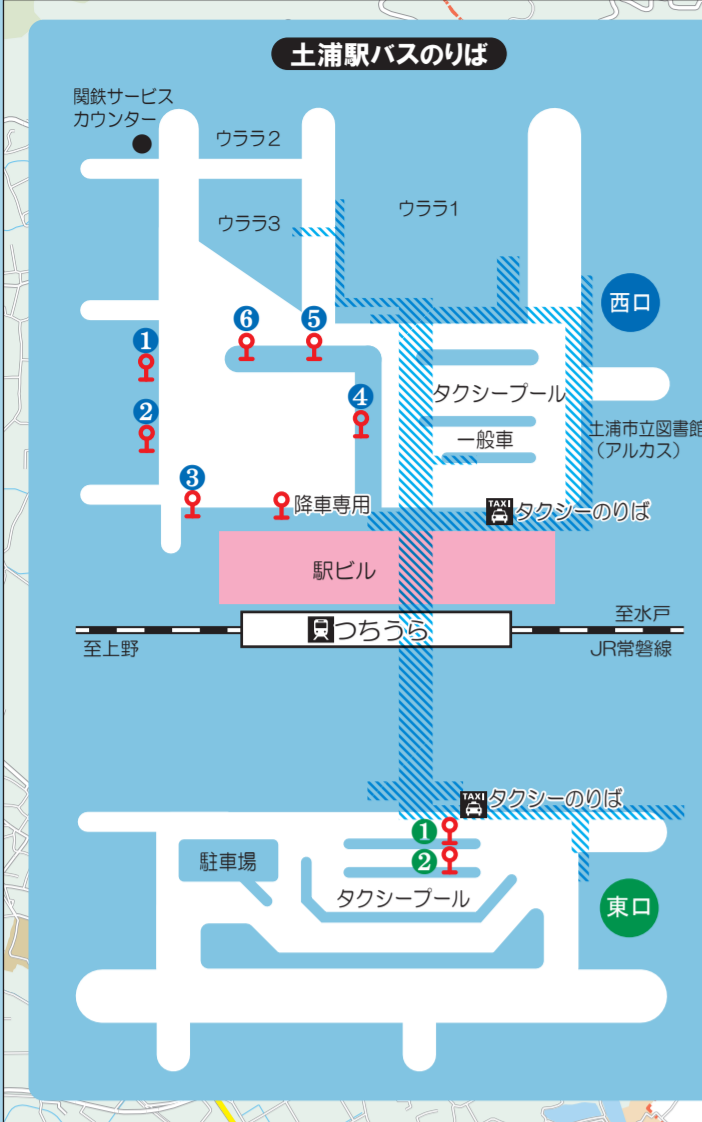 土浦駅バスのりば
関鉄サービス
カウンター
ウララ2
ウララ3
ウララ1
西口
1
6
5
2
4
タクシープール
一般車
土浦市立図書館
（アルカス）
3
降車専用
TAXI
タクシーのりば
駅ビル
つちうら
至水戸
至上野
JR常磐線
TAXI
タクシーのりば
1
2
駐車場
タクシープール
東口